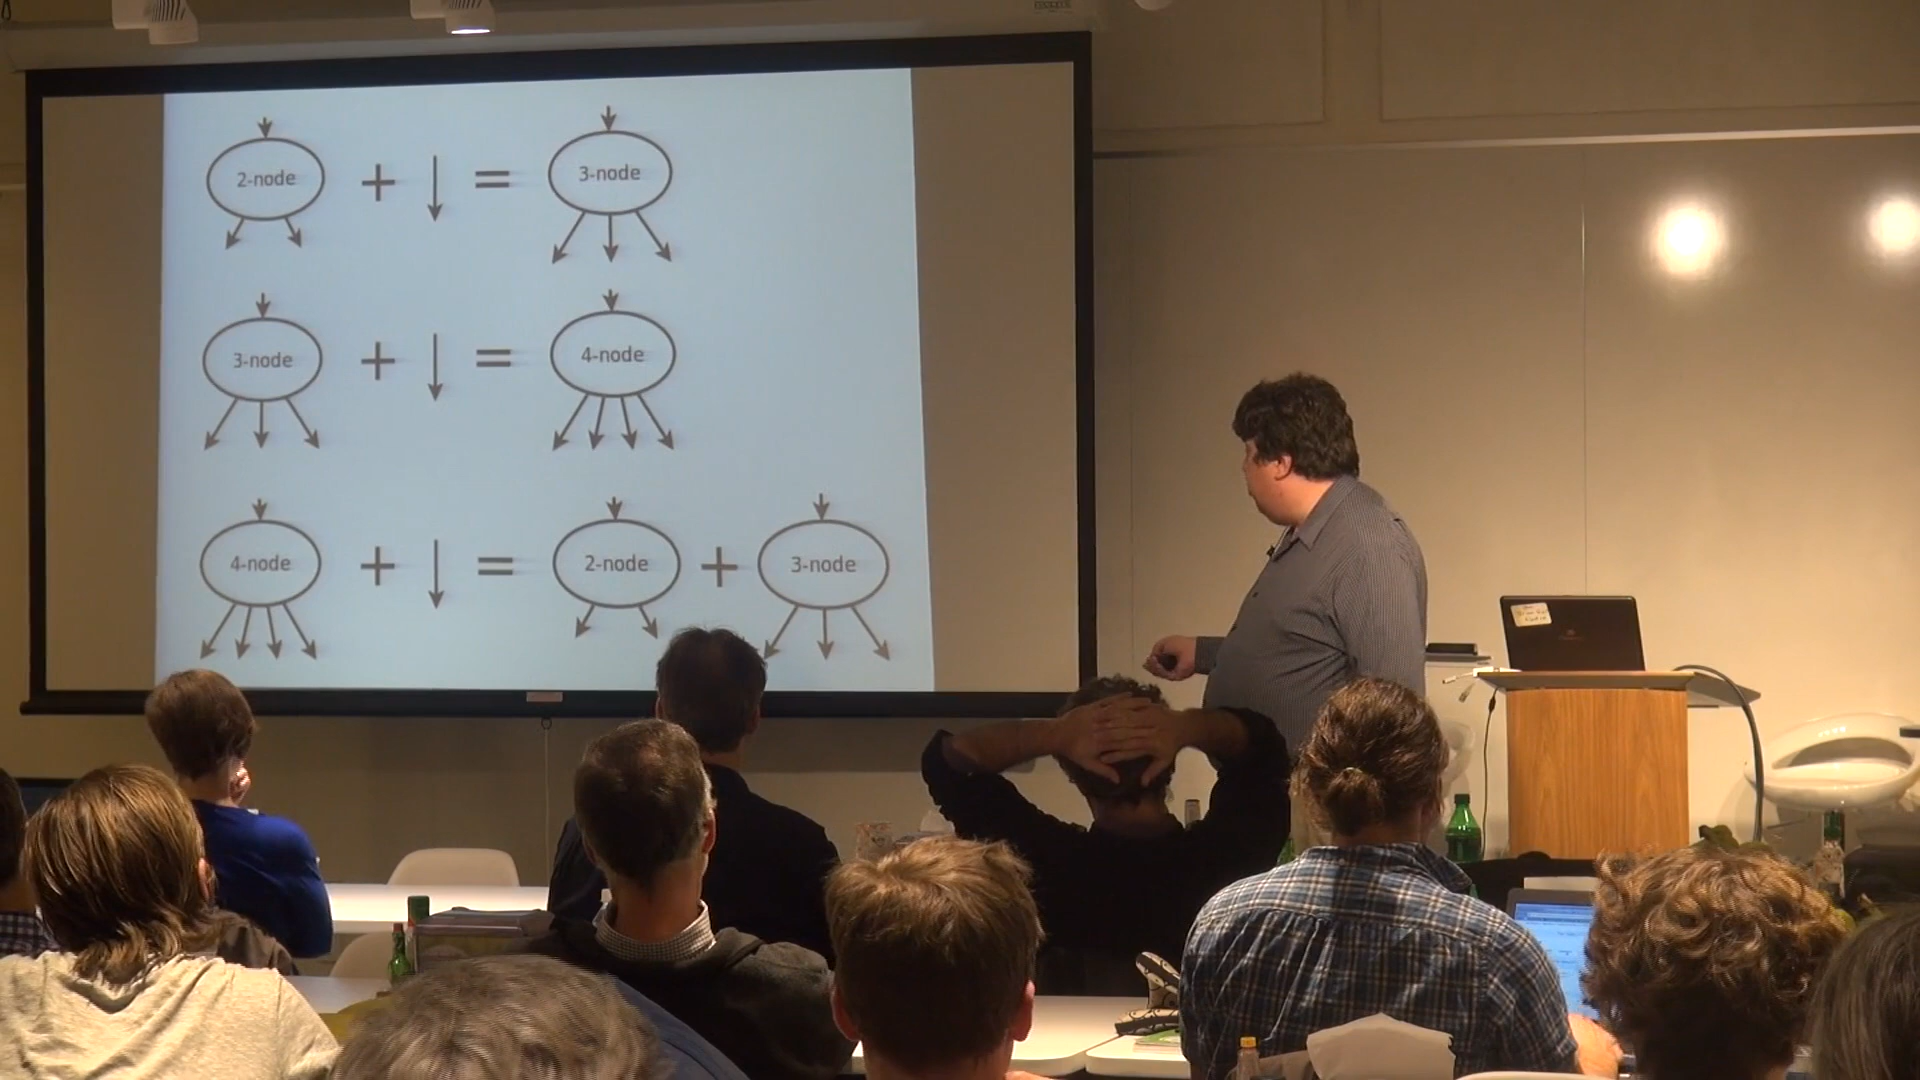 2-node + ↓ = 3-node
3-node + ↓ = 4-node
4-node + ↓ = 2-node + 3-node